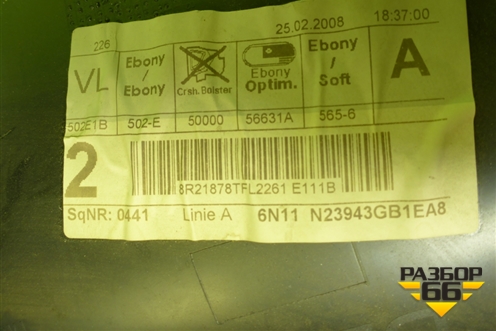 25.02.2008 18:37:00
226
VL Ebony / Ebony Crsh. Bolster Ebony Optim. Ebony / Soft A
502E1B 502-E 50000 56631A 565-6
2
8R21878TFL2261 E111B
SqNR: 0441 Linie A 6N11 N23943GB1EA8
РАЗБОР
66